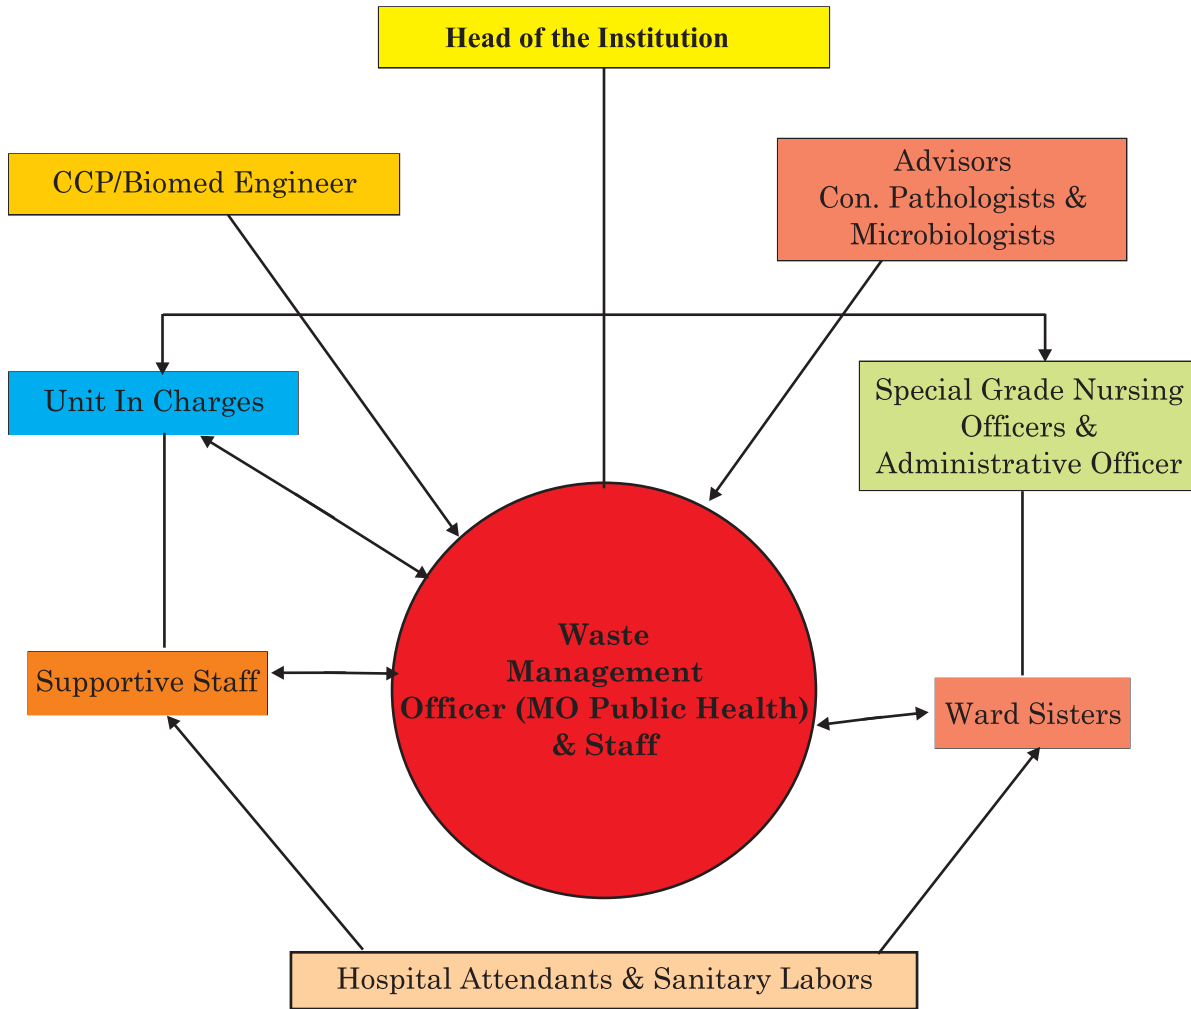 Head of the Institution
CCP/Biomed Engineer
Advisors
Con. Pathologists &
Microbiologists
Unit In Charges
Special Grade Nursing
Officers &
Administrative Officer
Waste
Management
Officer (MO Public Health)
& Staff
Supportive Staff
Ward Sisters
Hospital Attendants & Sanitary Labors